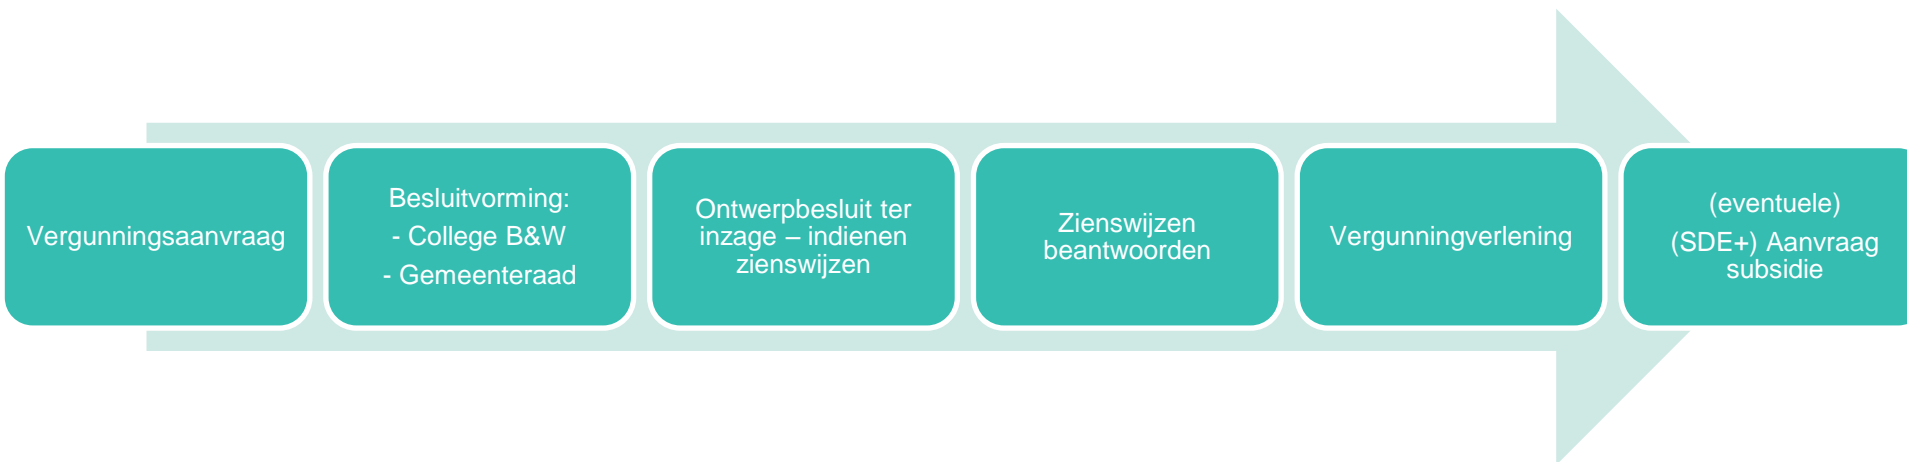 Vergunningsaanvraag
Besluitvorming:
- College B&W
- Gemeenteraad
Ontwerpbesluit ter
inzage – indienen
zienswijzen
Zienswijzen
beantwoorden
Vergunningverlening
(eventuele)
(SDE+) Aanvraag
subsidie